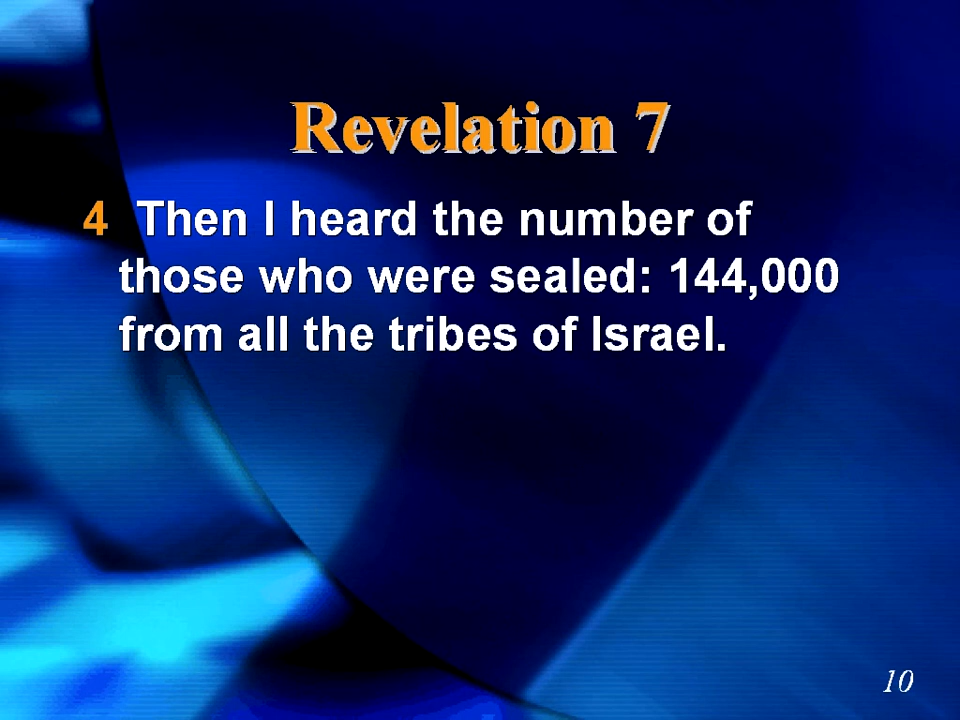 Revelation 7
4 Then I heard the number of
those who were sealed: 144,000
from all the tribes of Israel.
10